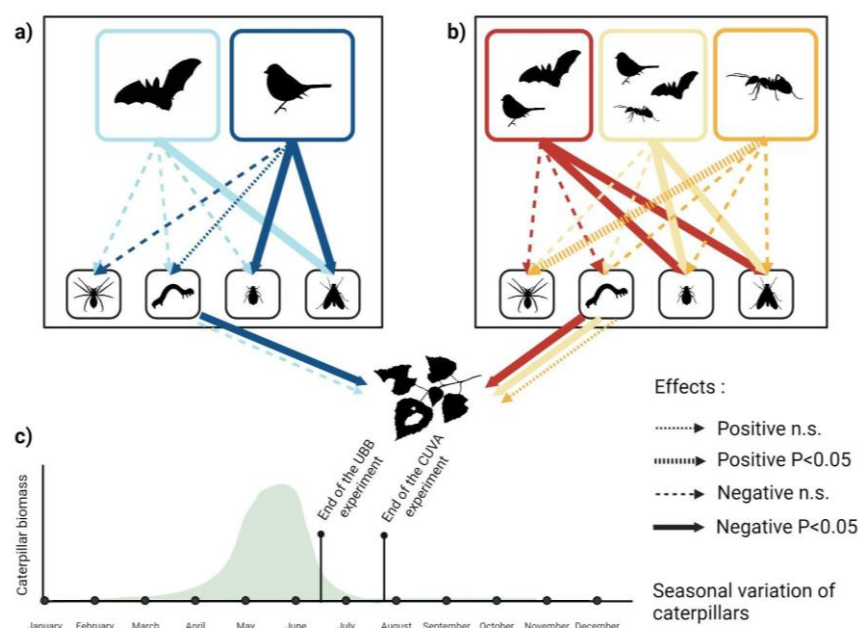 a)
b)
c)
End of the UBB
experiment
End of the CUVA
experiment
Caterpillar biomass
January February March April May June July August September October November December
Effects :
Positive n.s.
Positive P<0.05
Negative n.s.
Negative P<0.05
Seasonal variation of
caterpillars